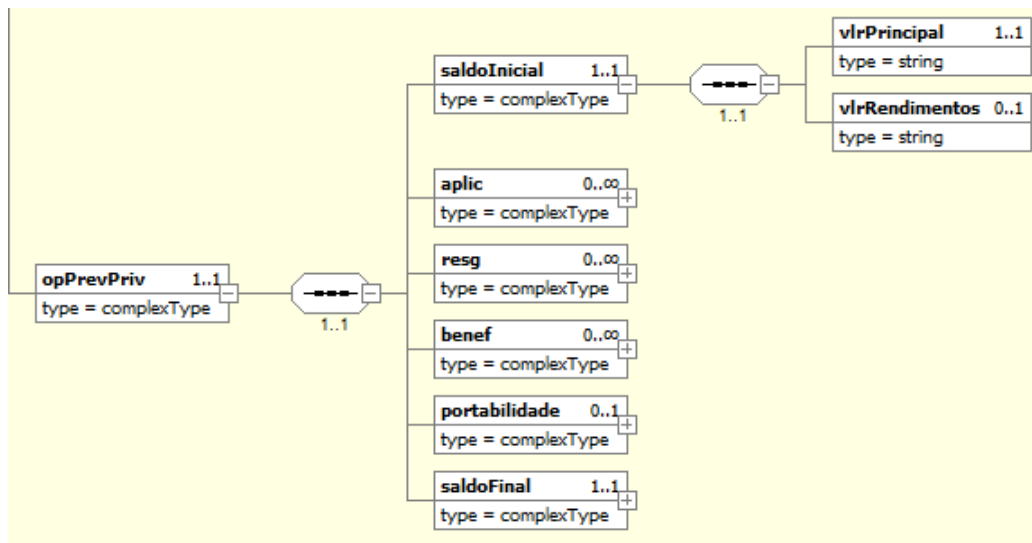 vlrPrincipal 1..1
type = string
saldoInicial 1..1
type = complexType
1..1
vlrRendimentos 0..1
type = string
aplic 0..∞
type = complexType
resg 0..∞
type = complexType
opPrevPriv 1..1
type = complexType
1..1
benef 0..∞
type = complexType
portabilidade 0..1
type = complexType
saldoFinal 1..1
type = complexType